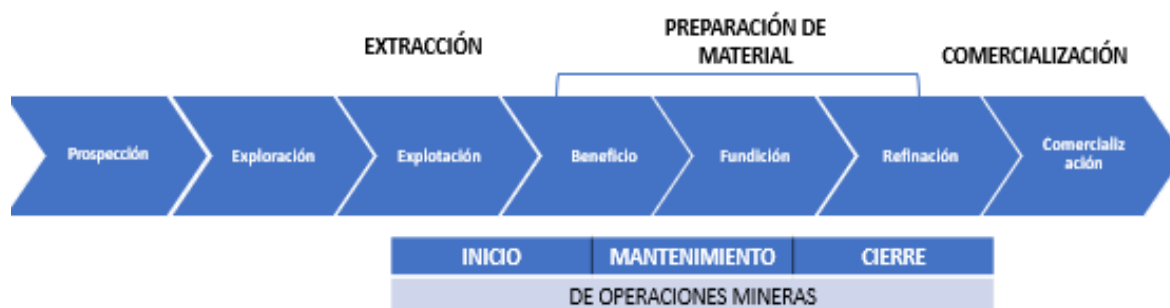 EXTRACCIÓN
PREPARACIÓN DE
MATERIAL
COMERCIALIZACIÓN
Prospección
Exploración
Explotación
Beneficio
Fundición
Refinación
Comercializ
ación
INICIO
MANTENIMIENTO
CIERRE
DE OPERACIONES MINERAS